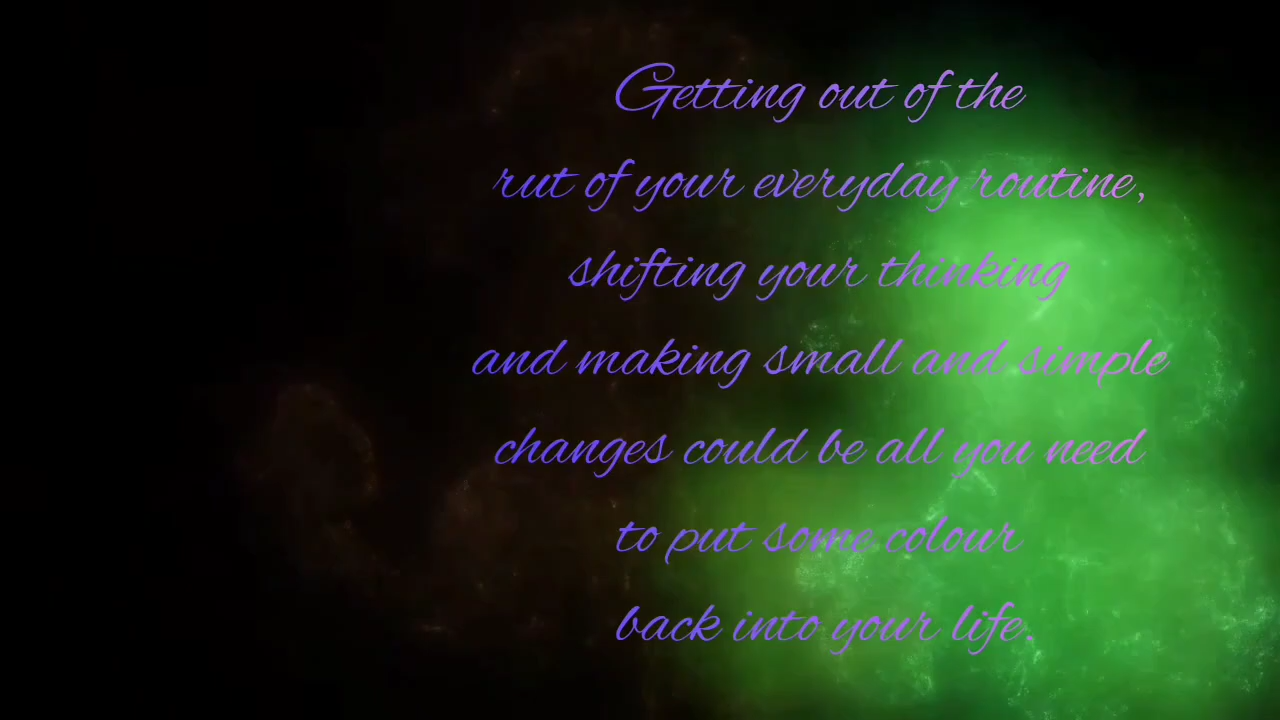 Getting out of the
rut of your everyday routine,
shifting your thinking
and making small and simple
changes could be all you need
to put some colour
back into your life.